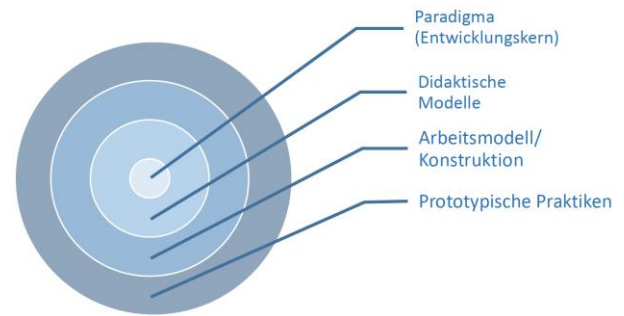 Paradigma
(Entwicklungskern)
Didaktische
Modelle
Arbeitsmodell/
Konstruktion
Prototypische Praktiken